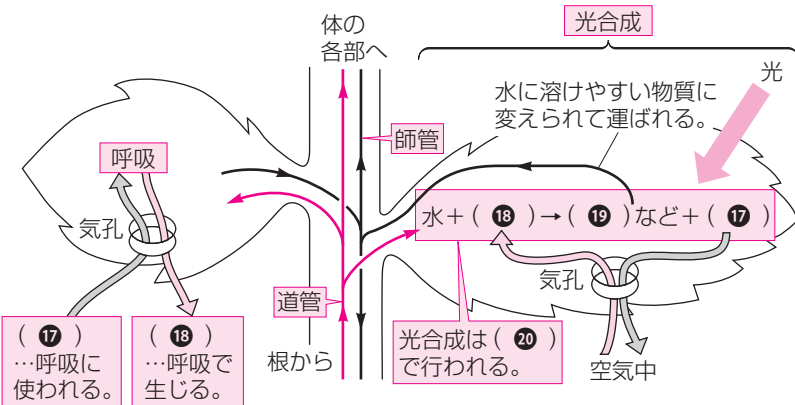 体の
各部へ
光合成
光
水に溶けやすい物質に
変えられて運ばれる。
師管
呼吸
水+( ⓲ )→( ⓳ )など+( ⓱ )
気孔
気孔
道管
( ⓱ )
…呼吸に
使われる。
( ⓲ )
…呼吸で
生じる。
根から
光合成は( ⓴ )
で行われる。
空気中